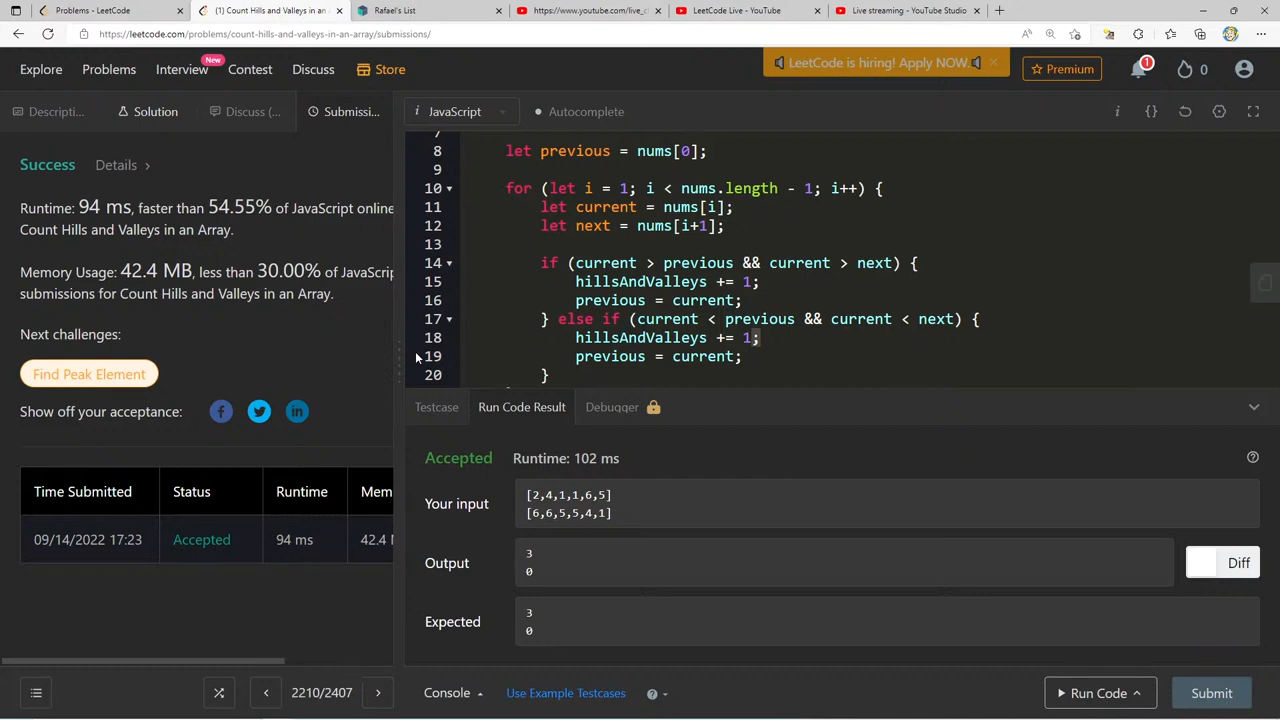 Problems - LeetCode
(1) Count Hills and Valleys in an
Rafael's List
https://www.youtube.com/live_cl
LeetCode Live - YouTube
Live streaming - YouTube Studio
https://leetcode.com/problems/count-hills-and-valleys-in-an-array/submissions/
Explore
Problems
Interview
New
Contest
Discuss
Store
LeetCode is hiring! Apply NOW.
Premium
1
0
Descripti...
Solution
Discuss (...
Submissi...
i JavaScript
Autocomplete
Success
Details
Runtime: 94 ms, faster than 54.55% of JavaScript online
Count Hills and Valleys in an Array.
Memory Usage: 42.4 MB, less than 30.00% of JavaScrip
submissions for Count Hills and Valleys in an Array.
Next challenges:
Find Peak Element
Show off your acceptance:
Time Submitted Status Runtime Mem
09/14/2022 17:23 Accepted 94 ms 42.4
2210/2407
7
8 let previous = nums[0];
9
10 for (let i = 1; i < nums.length - 1; i++) {
11 let current = nums[i];
12 let next = nums[i+1];
13
14 if (current > previous && current > next) {
15 hillsAndValleys += 1;
16 previous = current;
17 } else if (current < previous && current < next) {
18 hillsAndValleys += 1;
19 previous = current;
20 }
Testcase
Run Code Result
Debugger
Accepted
Runtime: 102 ms
Your input
[2,4,1,1,6,5]
[6,6,5,5,4,1]
Output
3
0
Diff
Expected
3
0
Console
Use Example Testcases
Run Code
Submit